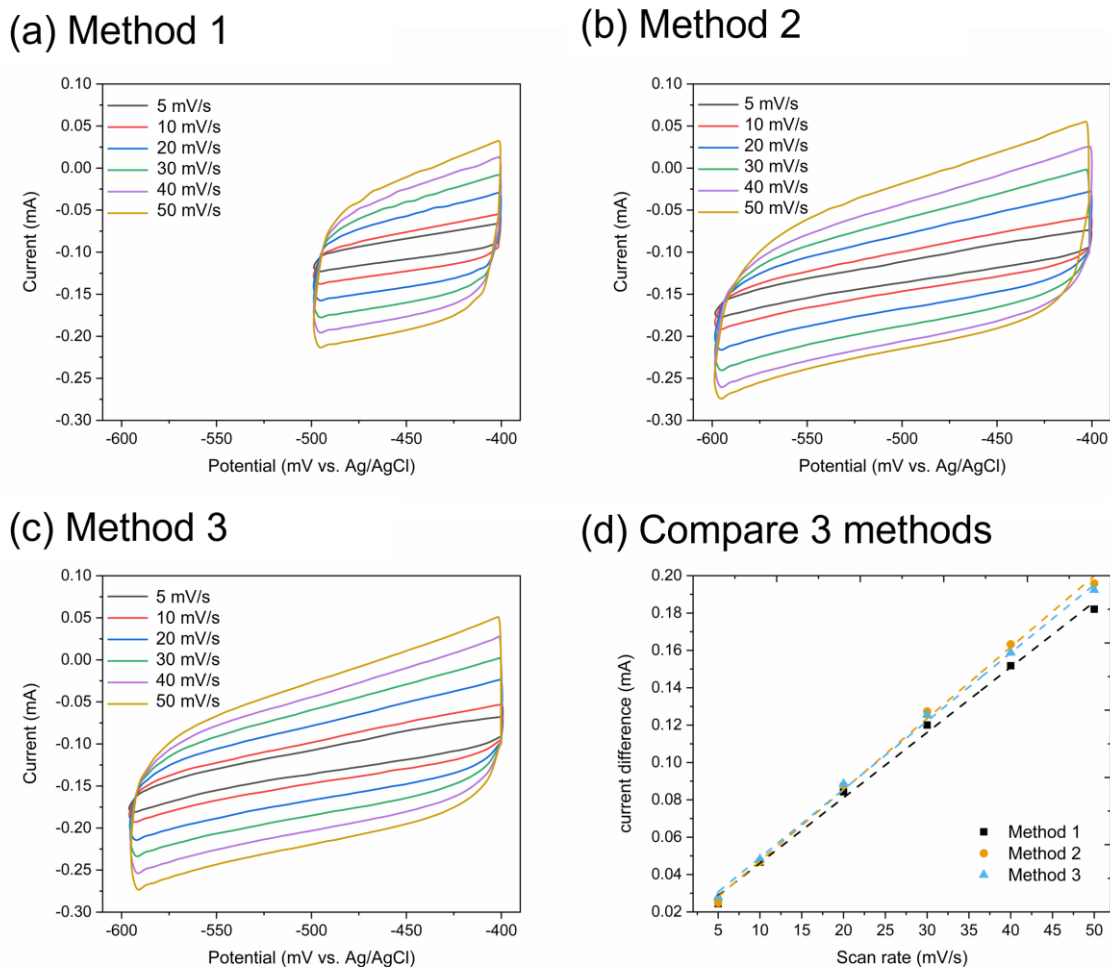 (a) Method 1
0.10
0.05
0.00
-0.05
-0.10
-0.15
-0.20
-0.25
-0.30
Current (mA)
5 mV/s
10 mV/s
20 mV/s
30 mV/s
40 mV/s
50 mV/s
-600
-550
-500
-450
-400
Potential (mV vs. Ag/AgCl)
(b) Method 2
0.10
0.05
0.00
-0.05
-0.10
-0.15
-0.20
-0.25
-0.30
Current (mA)
5 mV/s
10 mV/s
20 mV/s
30 mV/s
40 mV/s
50 mV/s
-600
-550
-500
-450
-400
Potential (mV vs. Ag/AgCl)
(c) Method 3
0.10
0.05
0.00
-0.05
-0.10
-0.15
-0.20
-0.25
-0.30
Current (mA)
5 mV/s
10 mV/s
20 mV/s
30 mV/s
40 mV/s
50 mV/s
-600
-550
-500
-450
-400
Potential (mV vs. Ag/AgCl)
(d) Compare 3 methods
0.20
0.18
0.16
0.14
0.12
0.10
0.08
0.06
0.04
0.02
current difference (mA)
Method 1
Method 2
Method 3
5
10
15
20
25
30
35
40
45
50
Scan rate (mV/s)